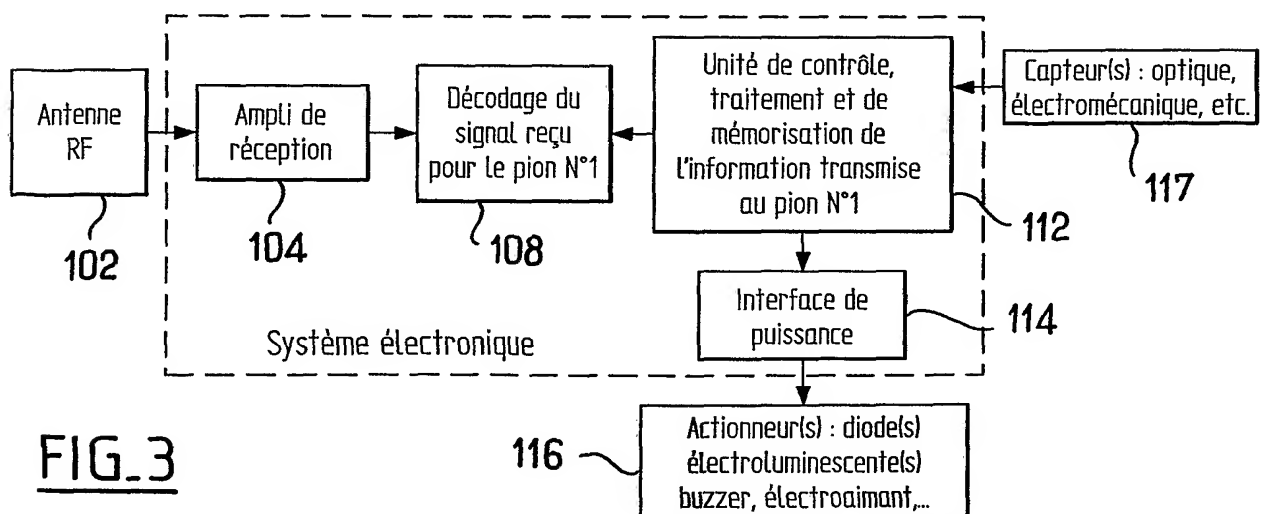 Antenne
RF
102
Ampli de
réception
104
Décodage du
signal reçu
pour le pion N°1
108
Unité de contrôle,
traitement et de
mémorisation de
l'information transmise
au pion N°1
112
Capteur(s) : optique,
électromécanique, etc.
117
Interface de
puissance
114
Système électronique
Actionneur(s) : diode(s)
électroluminescente(s)
buzzer, électroaimant,...
116
FIG_3